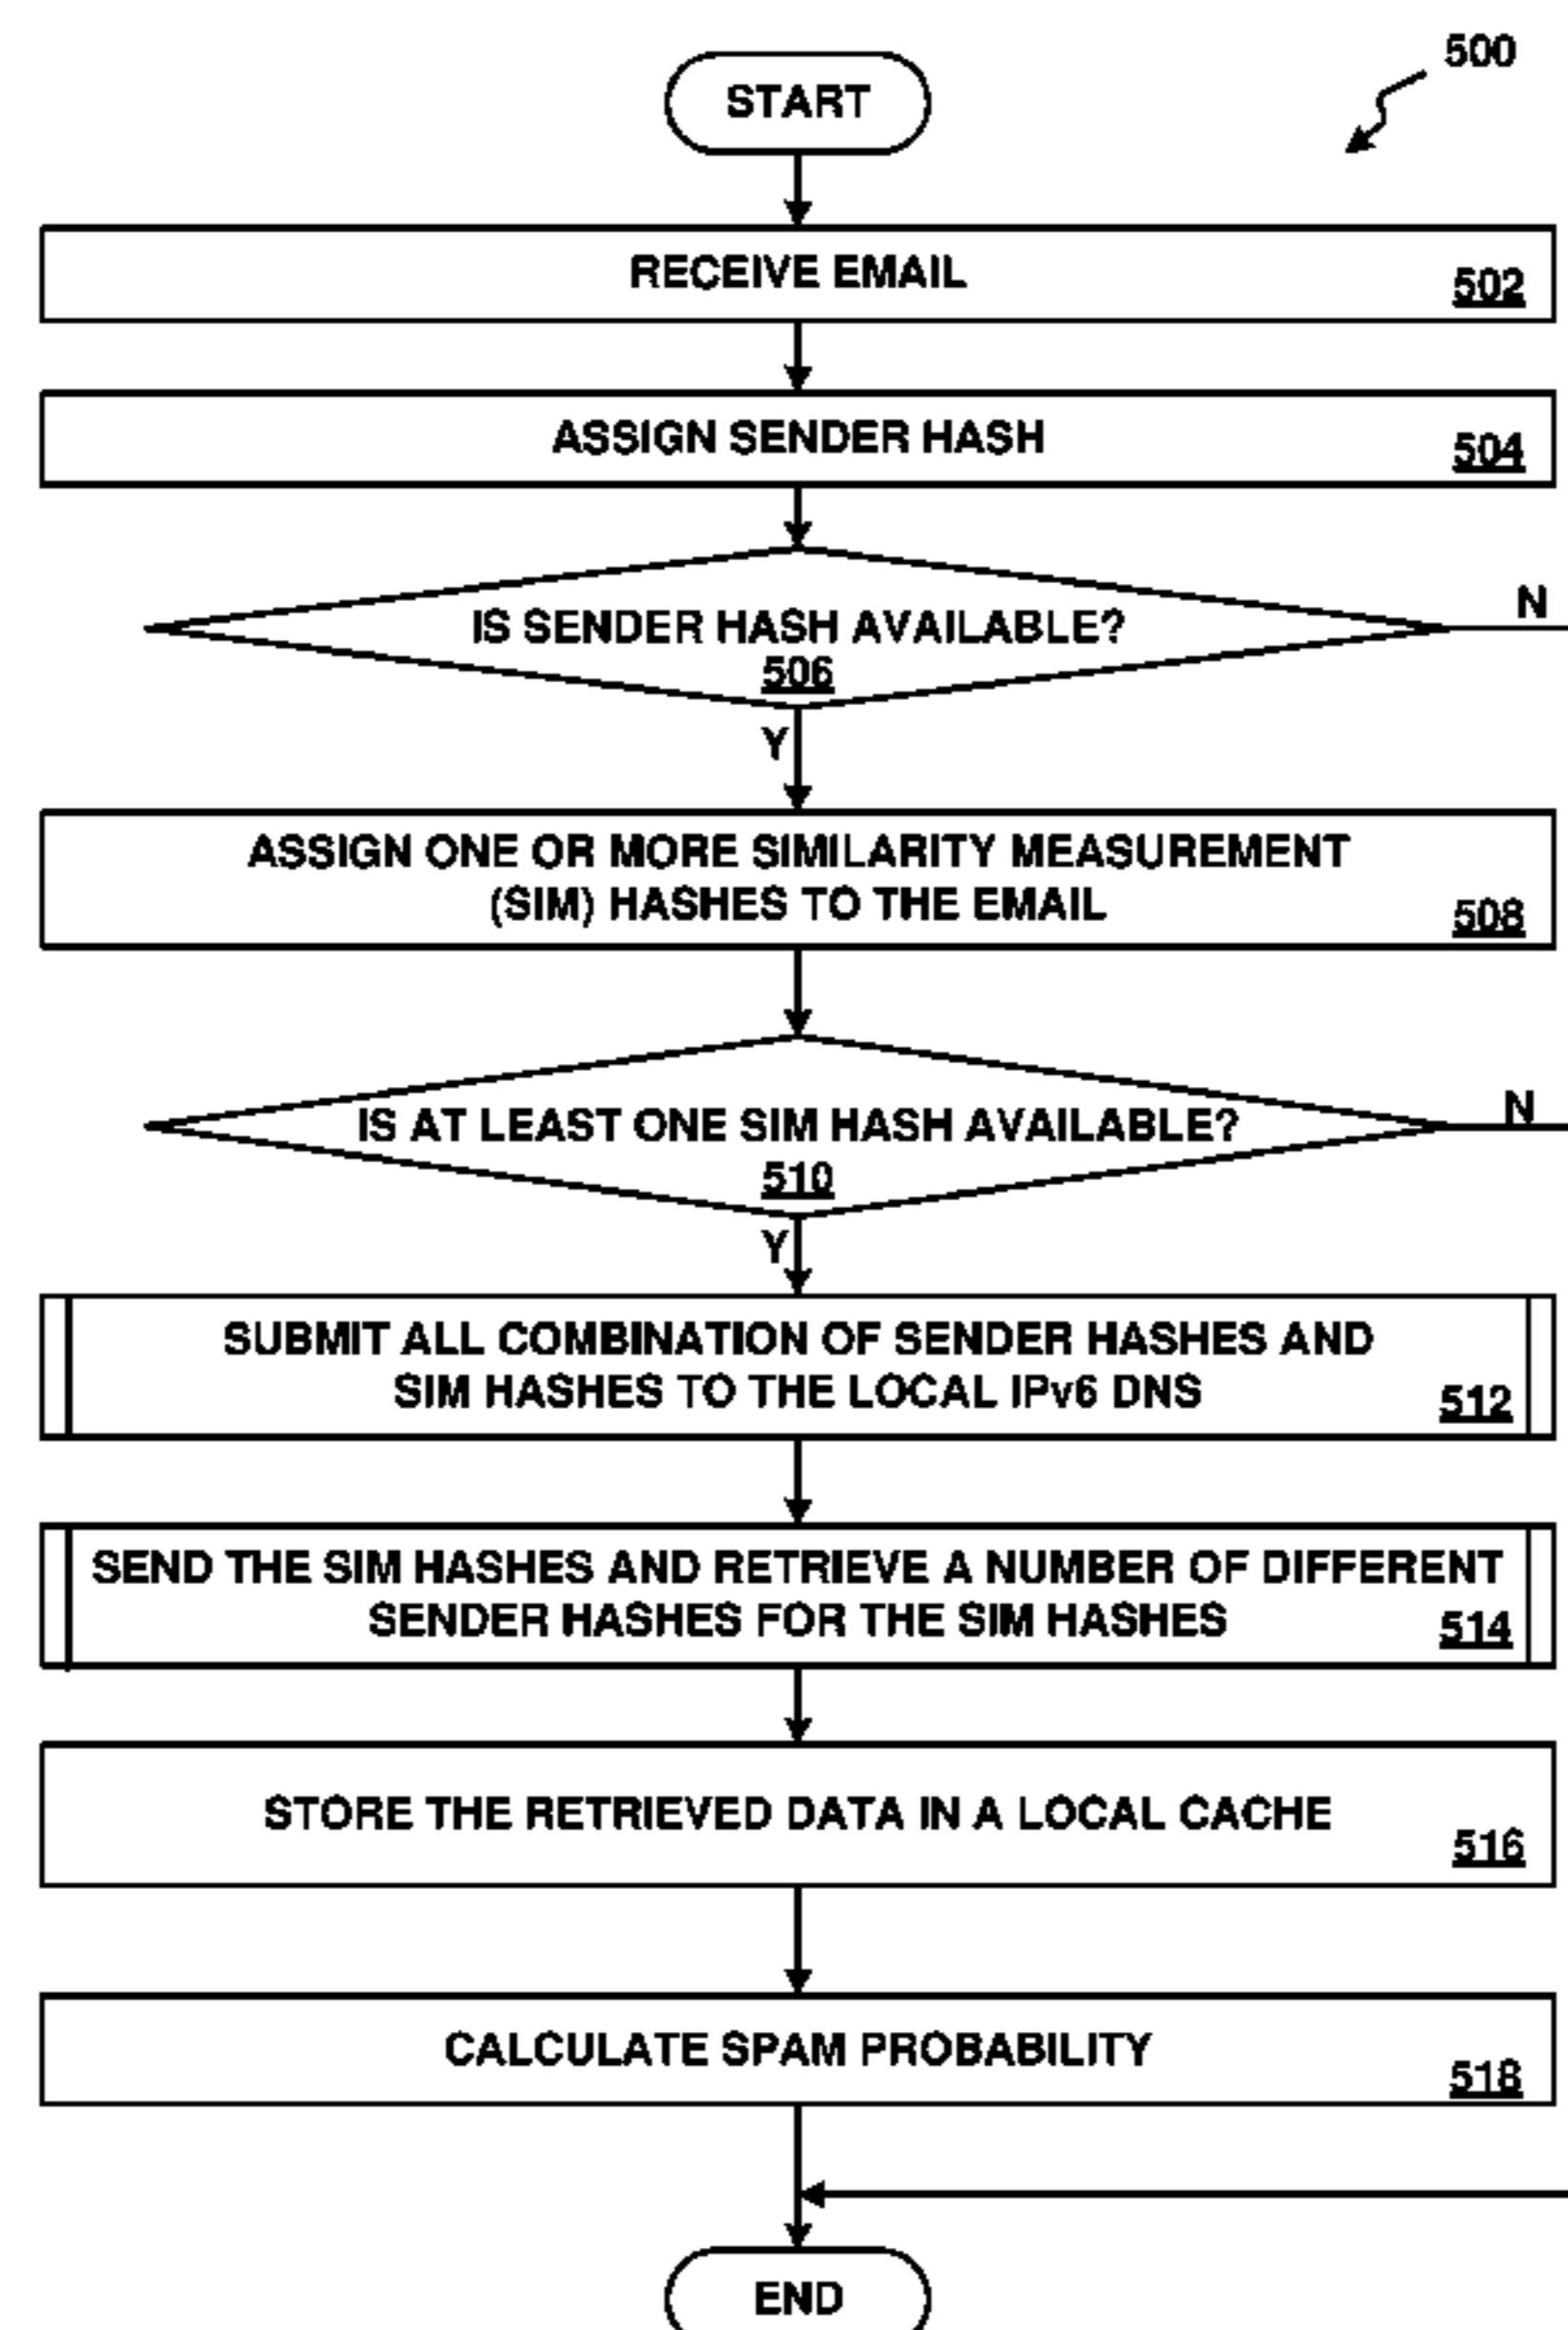 500
START
RECEIVE EMAIL
502
ASSIGN SENDER HASH
504
IS SENDER HASH AVAILABLE?
506
N
Y
ASSIGN ONE OR MORE SIMILARITY MEASUREMENT
(SIM) HASHES TO THE EMAIL
508
IS AT LEAST ONE SIM HASH AVAILABLE?
510
N
Y
SUBMIT ALL COMBINATION OF SENDER HASHES AND
SIM HASHES TO THE LOCAL IPv6 DNS
512
SEND THE SIM HASHES AND RETRIEVE A NUMBER OF DIFFERENT
SENDER HASHES FOR THE SIM HASHES
514
STORE THE RETRIEVED DATA IN A LOCAL CACHE
516
CALCULATE SPAM PROBABILITY
518
END